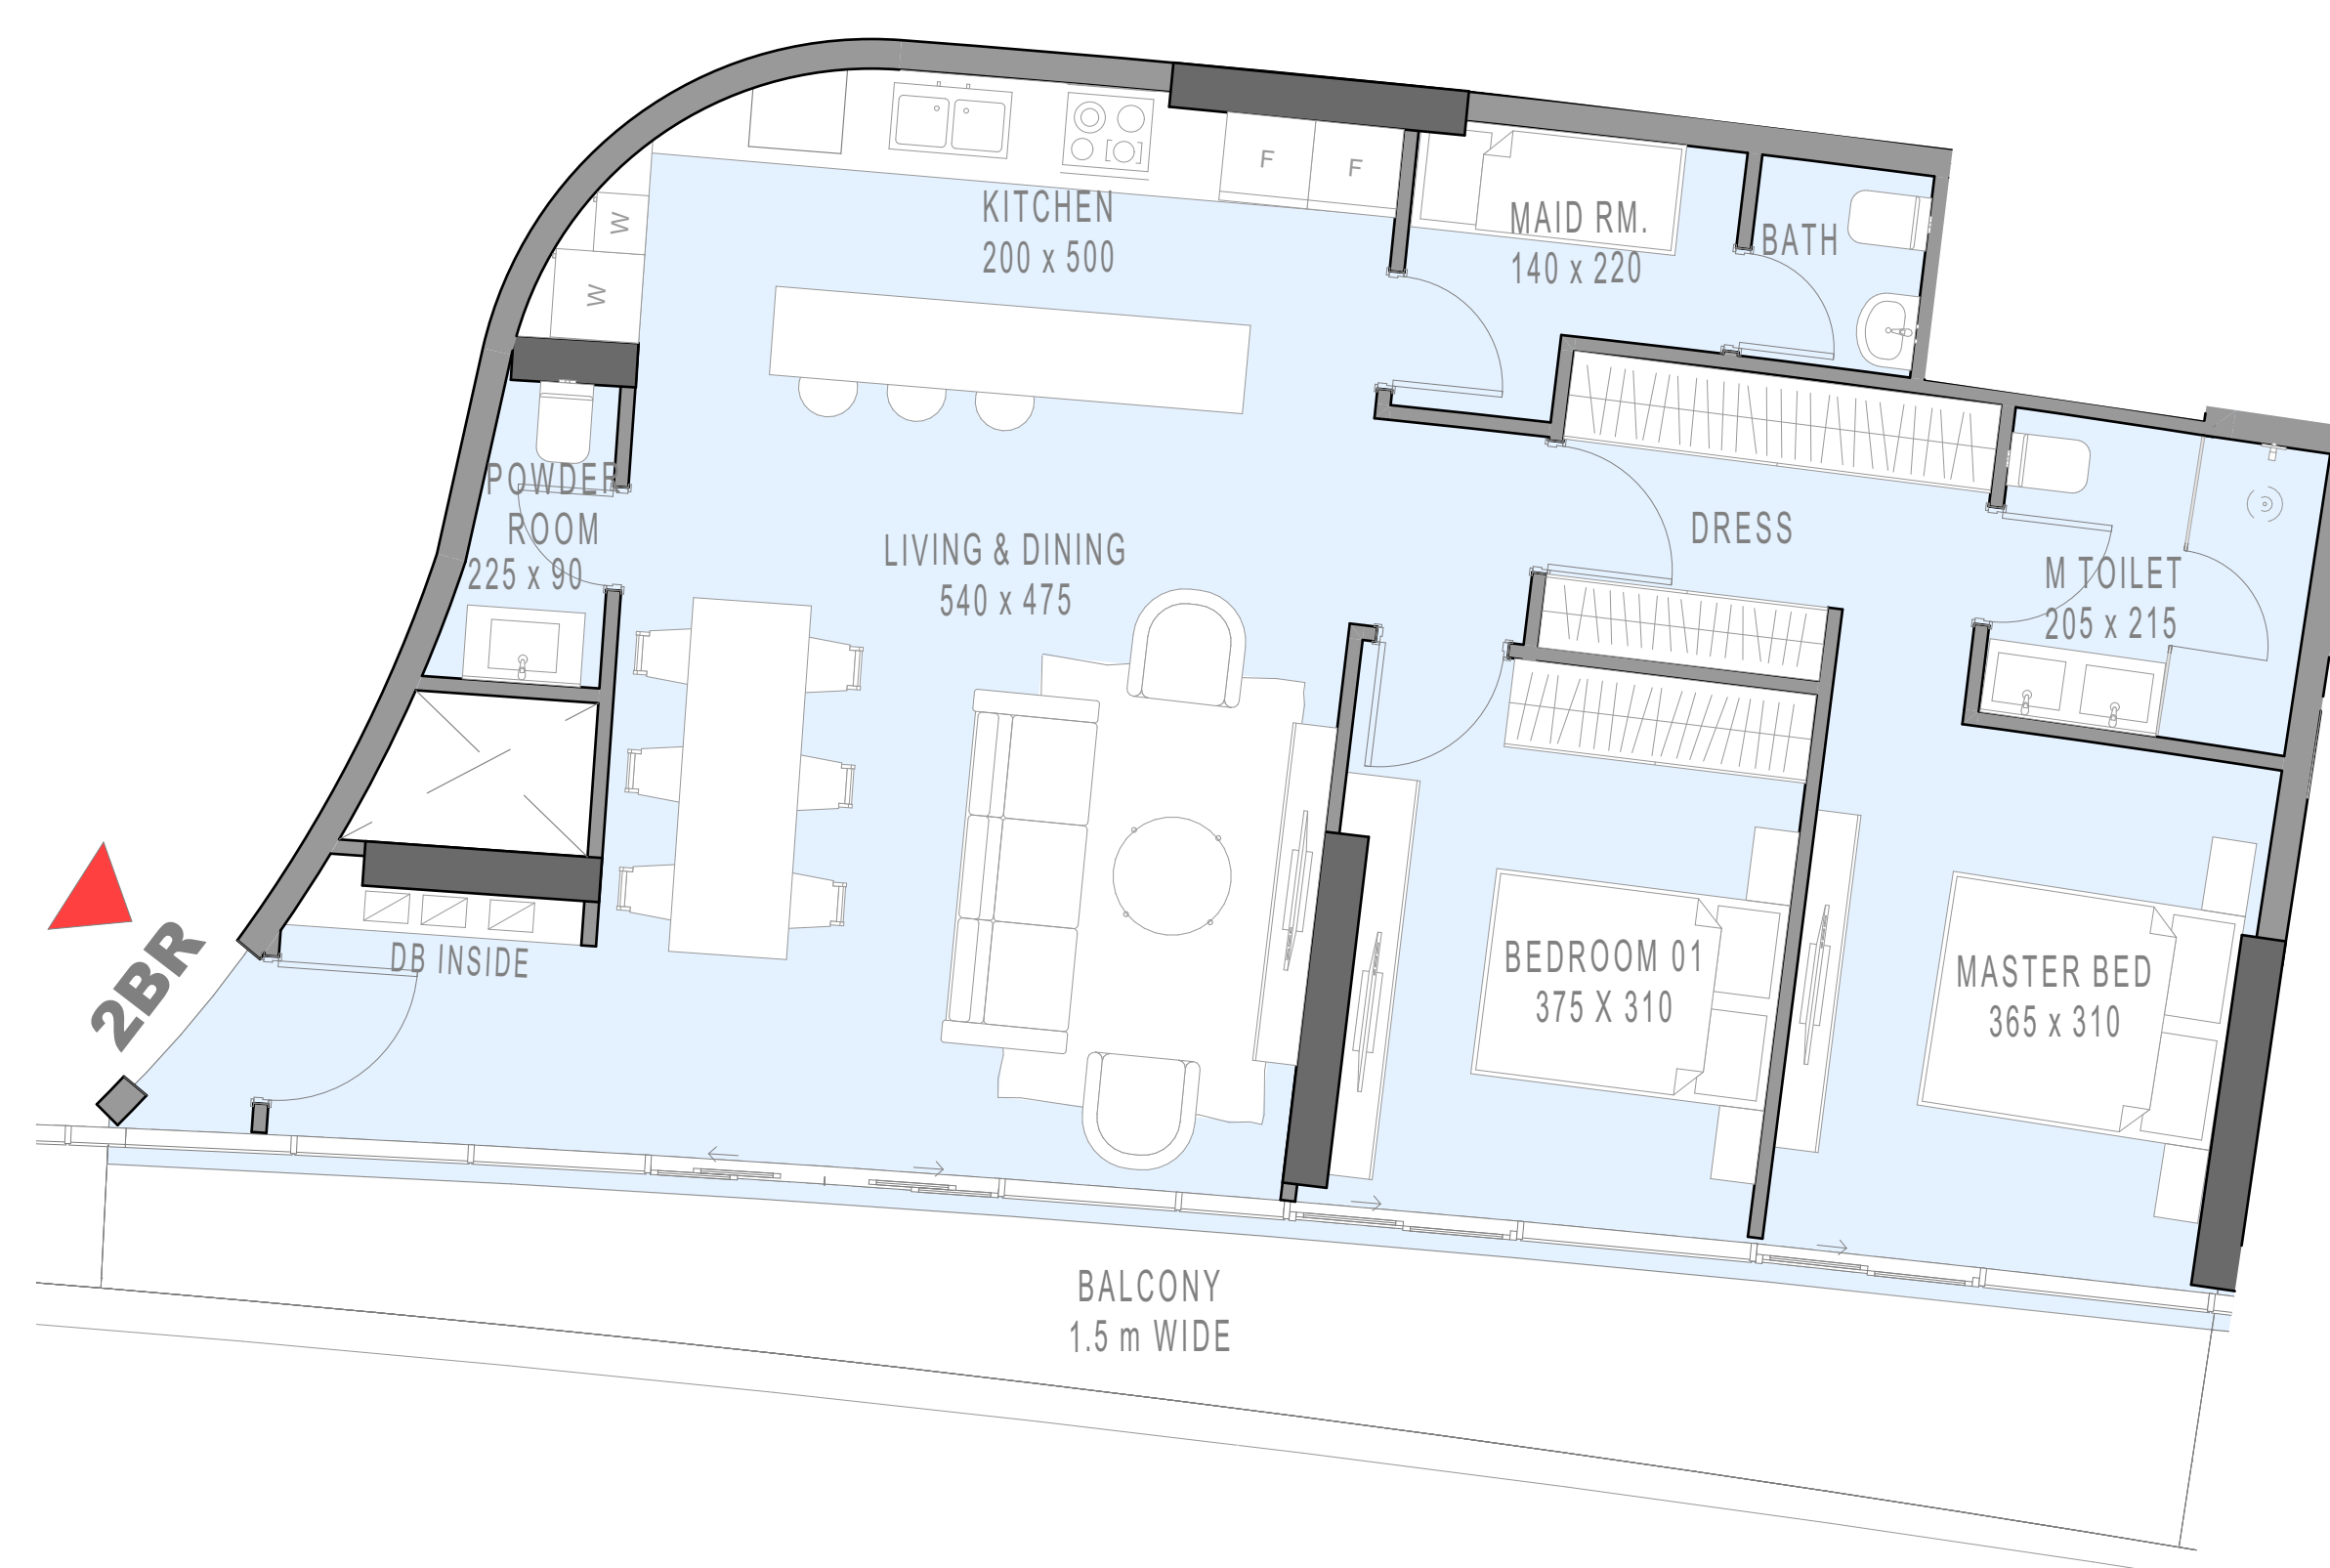 KITCHEN
200 x 500
F
F
MAID RM.
140 x 220
BATH
W
W
POWDER
ROOM
225 x 90
LIVING & DINING
540 x 475
DRESS
M TOILET
205 x 215
2BR
DB INSIDE
BEDROOM 01
375 X 310
MASTER BED
365 x 310
BALCONY
1.5 m WIDE